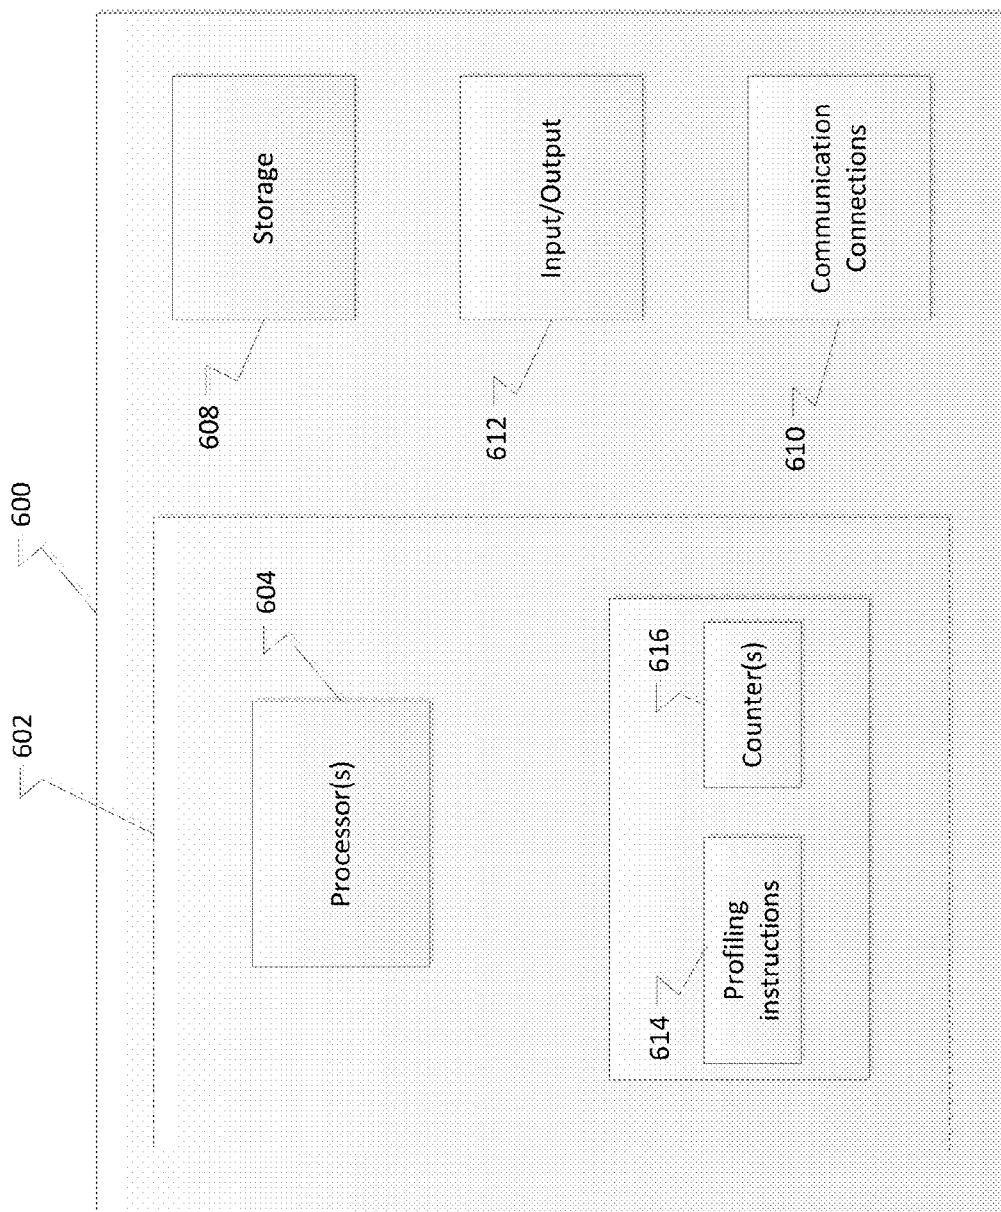 600
602
604
Processor(s)
614
Profiling
instructions
616
Counter(s)
608
Storage
612
Input/Output
610
Communication
Connections